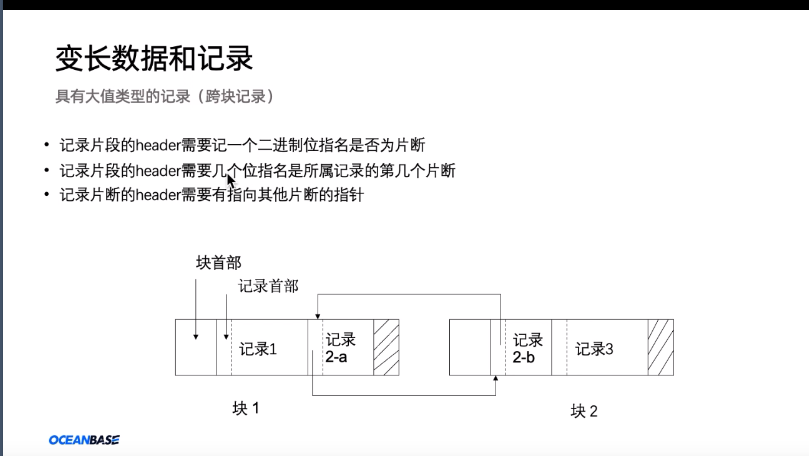 变长数据和记录
具有大值类型的记录（跨块记录）
• 记录片段的header需要记一个二进制位指名是否为片断
• 记录片段的header需要几个位指名是所属记录的第几个片断
• 记录片断的header需要有指向其他片断的指针
块首部
记录首部
记录1
记录
2-a
记录
2-b
记录3
块 1
块 2
OCEANBASE